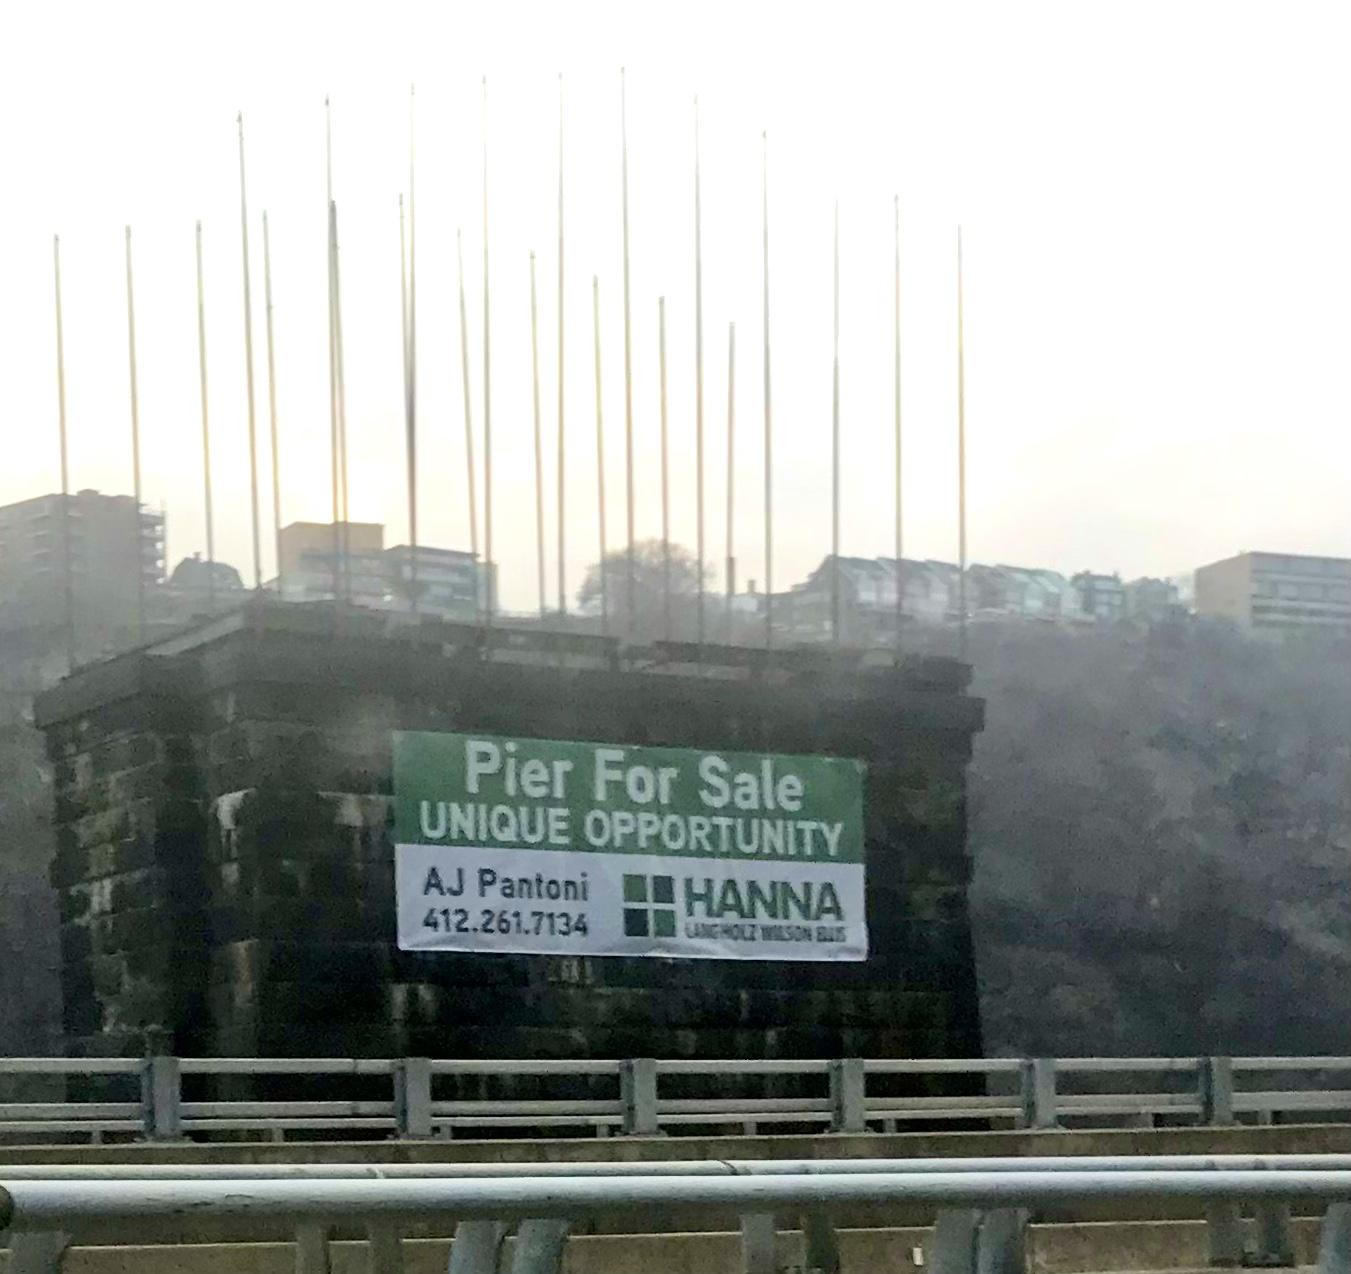 Pier For Sale
UNIQUE OPPORTUNITY
AJ Pantoni
412.261.7134
HANNA
LANGHOLZ WILSON ELLIS